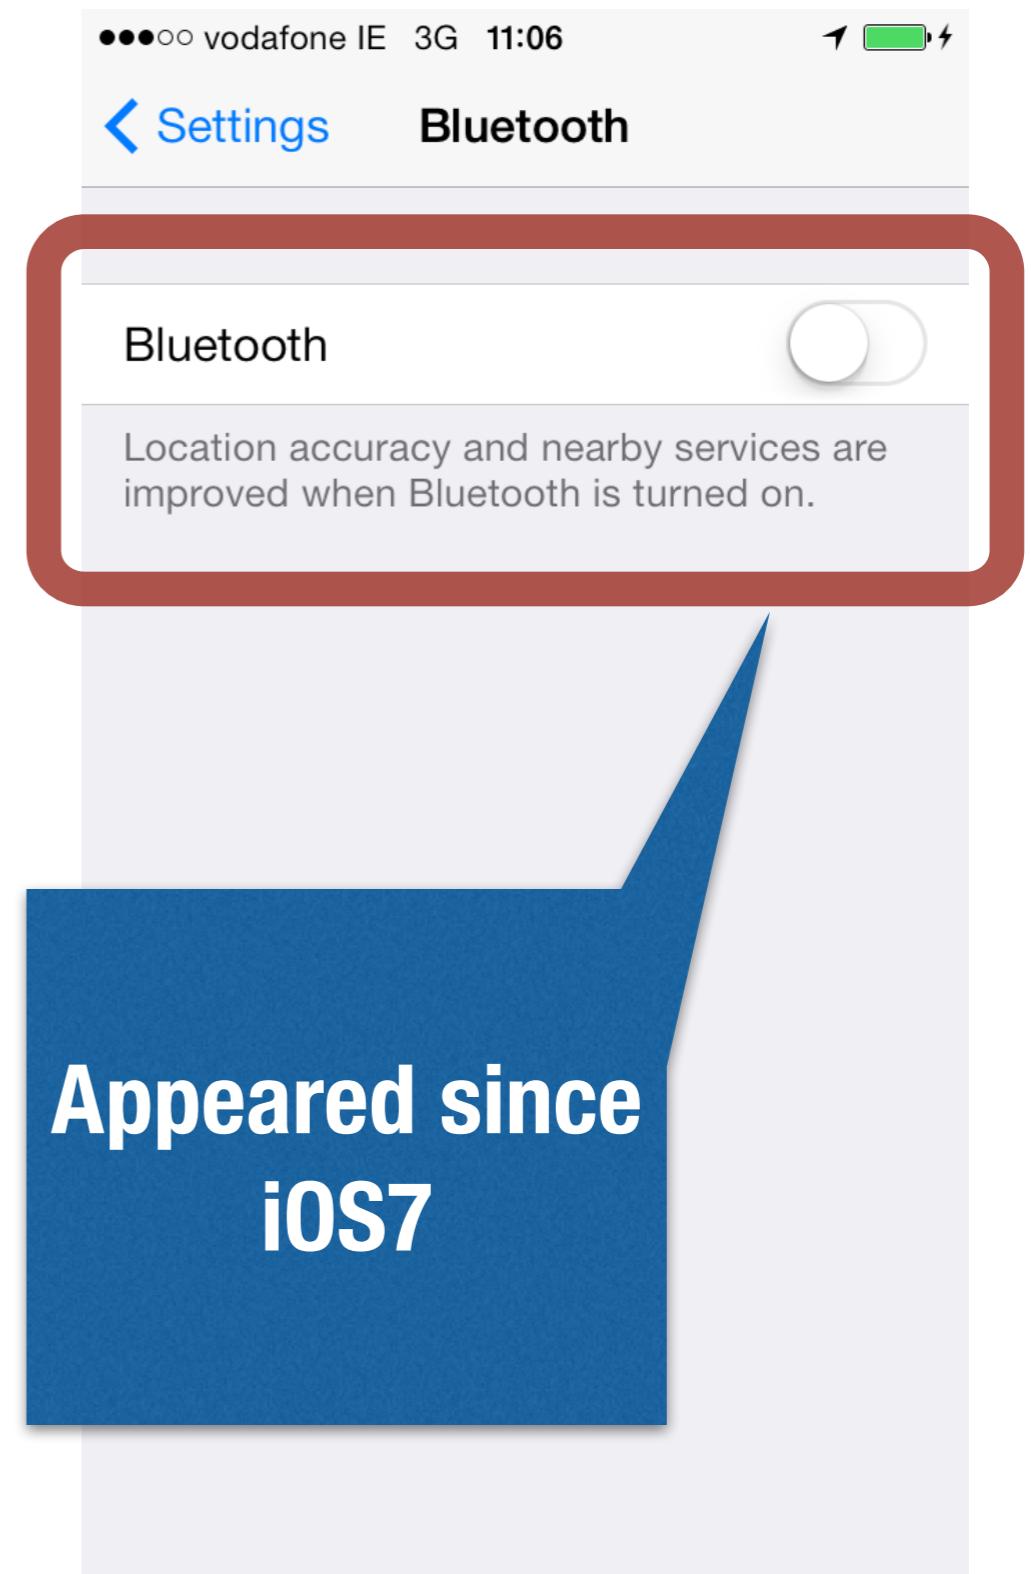 vodafone IE 3G 11:06
Settings Bluetooth
Bluetooth
Location accuracy and nearby services are
improved when Bluetooth is turned on.
Appeared since
iOS7